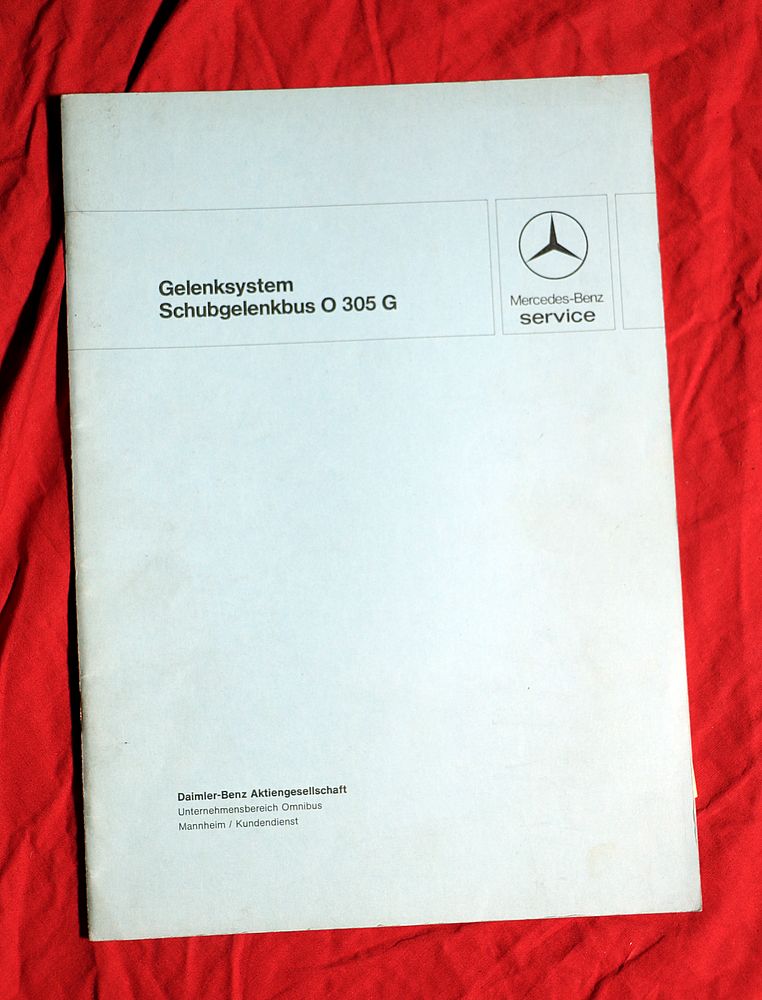 Gelenksystem
Schubgelenkbus O 305 G
Mercedes-Benz
service
Daimler-Benz Aktiengesellschaft
Unternehmensbereich Omnibus
Mannheim / Kundendienst